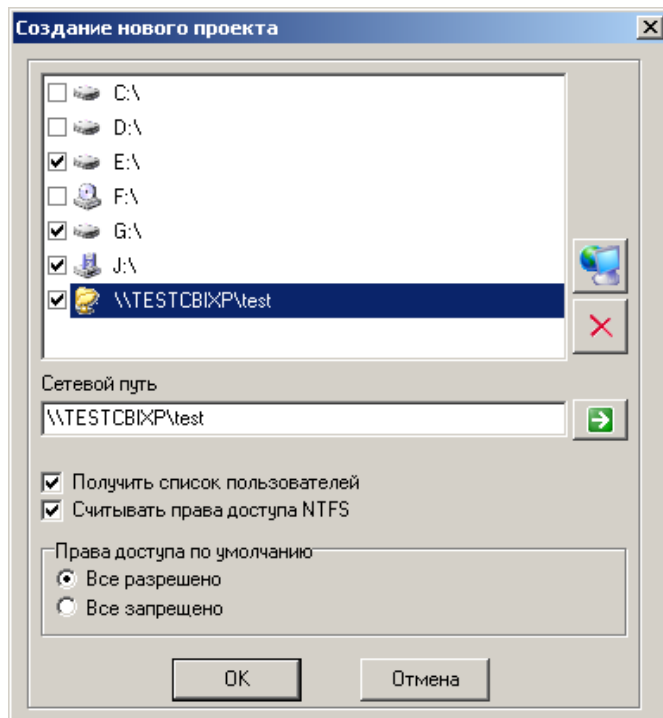 Создание нового проекта
C:\
D:\
E:\
F:\
G:\
J:\
\\TESTCBIXP\test
Сетевой путь
\\TESTCBIXP\test
Получить список пользователей
Считывать права доступа NTFS
Права доступа по умолчанию
Все разрешено
Все запрещено
OK
Отмена